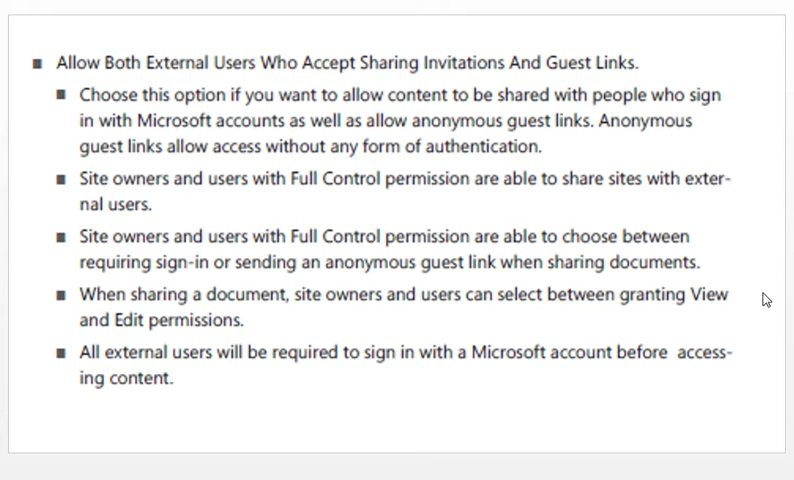 ■ Allow Both External Users Who Accept Sharing Invitations And Guest Links.
■ Choose this option if you want to allow content to be shared with people who sign
in with Microsoft accounts as well as allow anonymous guest links. Anonymous
guest links allow access without any form of authentication.
■ Site owners and users with Full Control permission are able to share sites with exter-
nal users.
■ Site owners and users with Full Control permission are able to choose between
requiring sign-in or sending an anonymous guest link when sharing documents.
■ When sharing a document, site owners and users can select between granting View
and Edit permissions.
■ All external users will be required to sign in with a Microsoft account before access-
ing content.